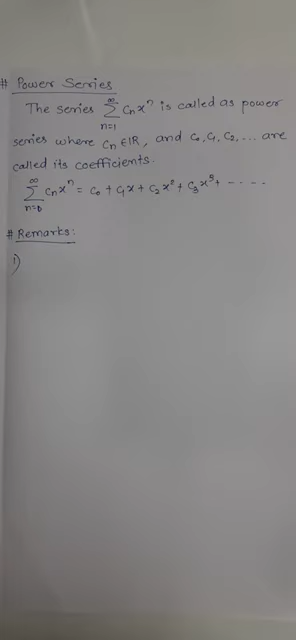 # Power Series
The series ∞∑n=1 Cnxⁿ is called as power
series where Cn ∈ IR, and C₀, C₁, C₂, ... are
called its coefficients.
∞∑n=0 Cnxⁿ = C₀ + C₁x + C₂x² + C₃x³ + - - - -
# Remarks:
1)